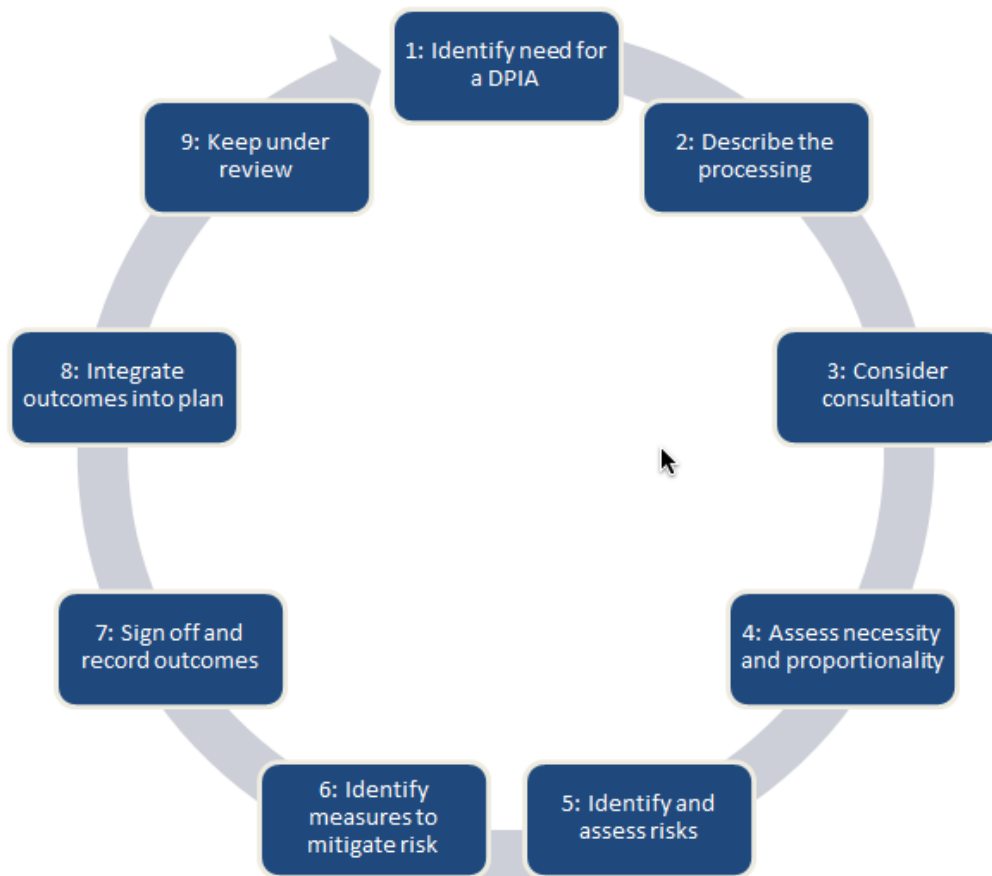 1: Identify need for
a DPIA
2: Describe the
processing
3: Consider
consultation
4: Assess necessity
and proportionality
5: Identify and
assess risks
6: Identify
measures to
mitigate risk
7: Sign off and
record outcomes
8: Integrate
outcomes into plan
9: Keep under
review